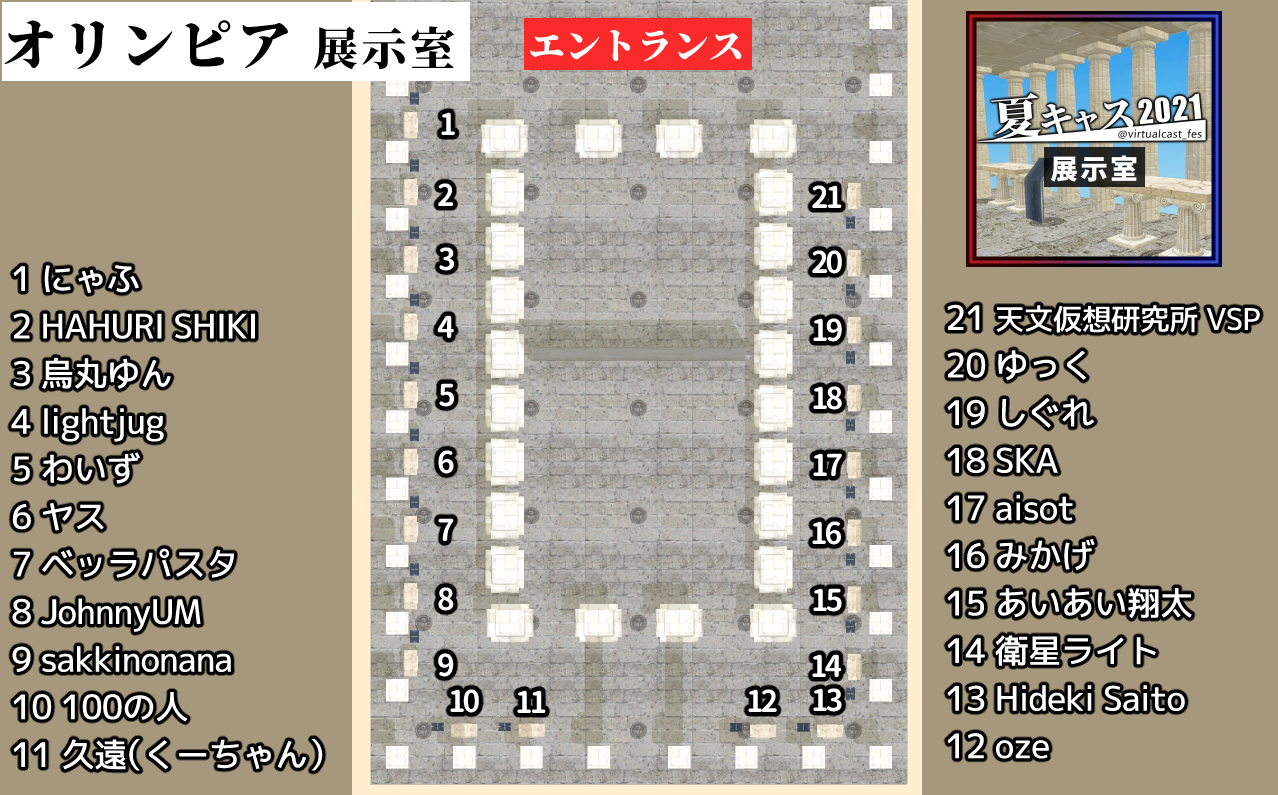 オリンピア 展示室
エントランス
夏キャス2021
@virtualcast_fes
展示室
1 にゃふ
2 HAHURI SHIKI
3 烏丸ゆん
4 lightjug
5 わいず
6 ヤス
7 ベッラパスタ
8 JohnnyUM
9 sakkinonana
10 100の人
11 久遠(くーちゃん)
1
2
3
4
5
6
7
8
9
10
11
12
13
14
15
16
17
18
19
20
21
21 天文仮想研究所 VSP
20 ゆっく
19 しぐれ
18 SKA
17 aisot
16 みかげ
15 あいあい翔太
14 衛星ライト
13 Hideki Saito
12 oze